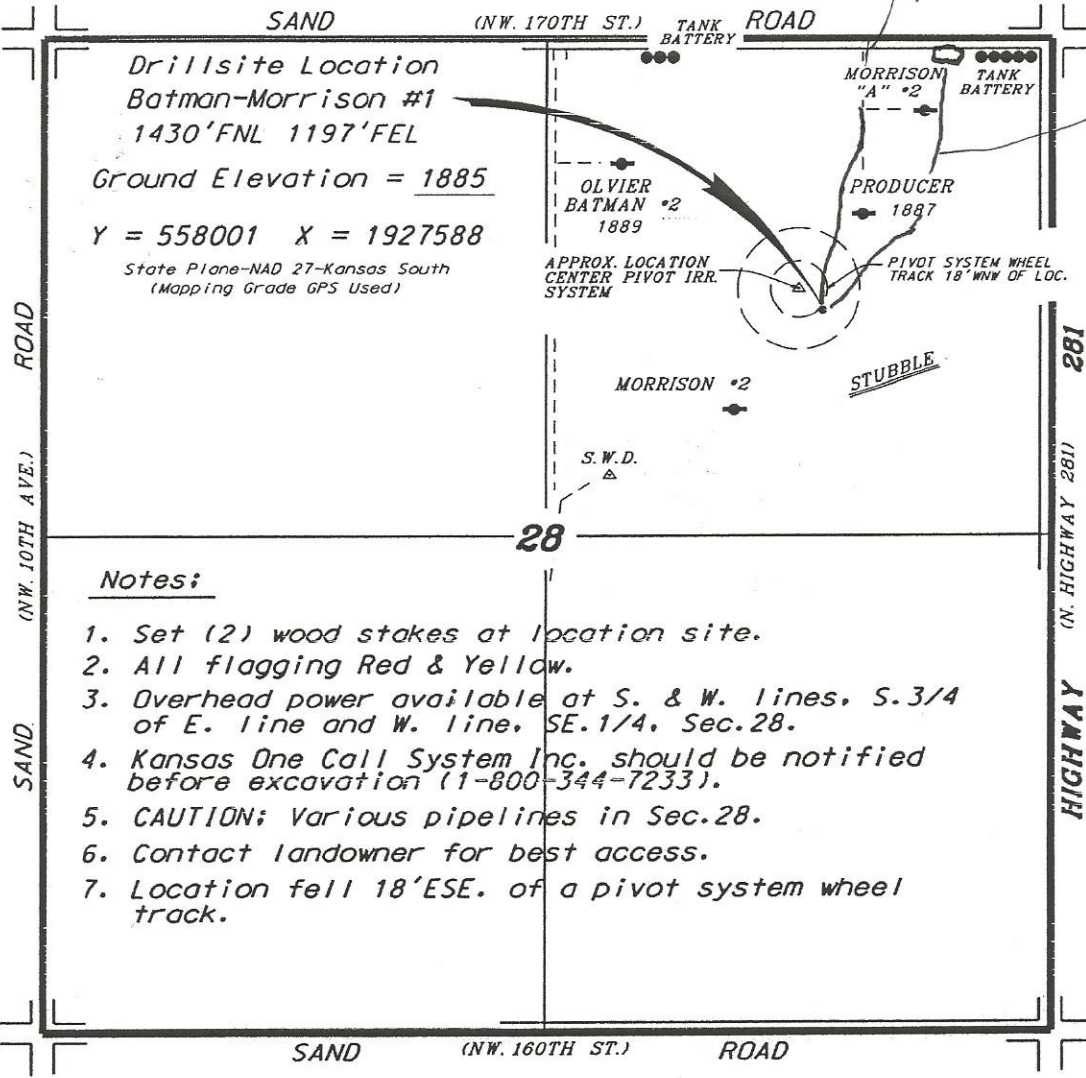 SAND (NW. 170TH ST.) ROAD
TANK
BATTERY
Drillsite Location
Batman-Morrison #1
1430'FNL 1197'FEL
Ground Elevation = 1885
Y = 558001 X = 1927588
State Plane-NAD 27-Kansas South
(Mapping Grade GPS Used)
MORRISON
"A" #2
TANK
BATTERY
OLVIER
BATMAN #2
1889
PRODUCER
1887
APPROX. LOCATION
CENTER PIVOT IRR.
SYSTEM
PIVOT SYSTEM WHEEL
TRACK 18'WNW OF LOC.
MORRISON #2
STUBBLE
S.W.D.
28
SAND (NW. 10TH AVE.) ROAD
HIGHWAY (N. HIGHWAY 281) 281
Notes:
1. Set (2) wood stakes at location site.
2. All flagging Red & Yellow.
3. Overhead power available at S. & W. lines, S.3/4
of E. line and W. line, SE.1/4, Sec.28.
4. Kansas One Call System Inc. should be notified
before excavation (1-800-344-7233).
5. CAUTION: Various pipelines in Sec.28.
6. Contact landowner for best access.
7. Location fell 18'ESE. of a pivot system wheel
track.
SAND (NW. 160TH ST.) ROAD